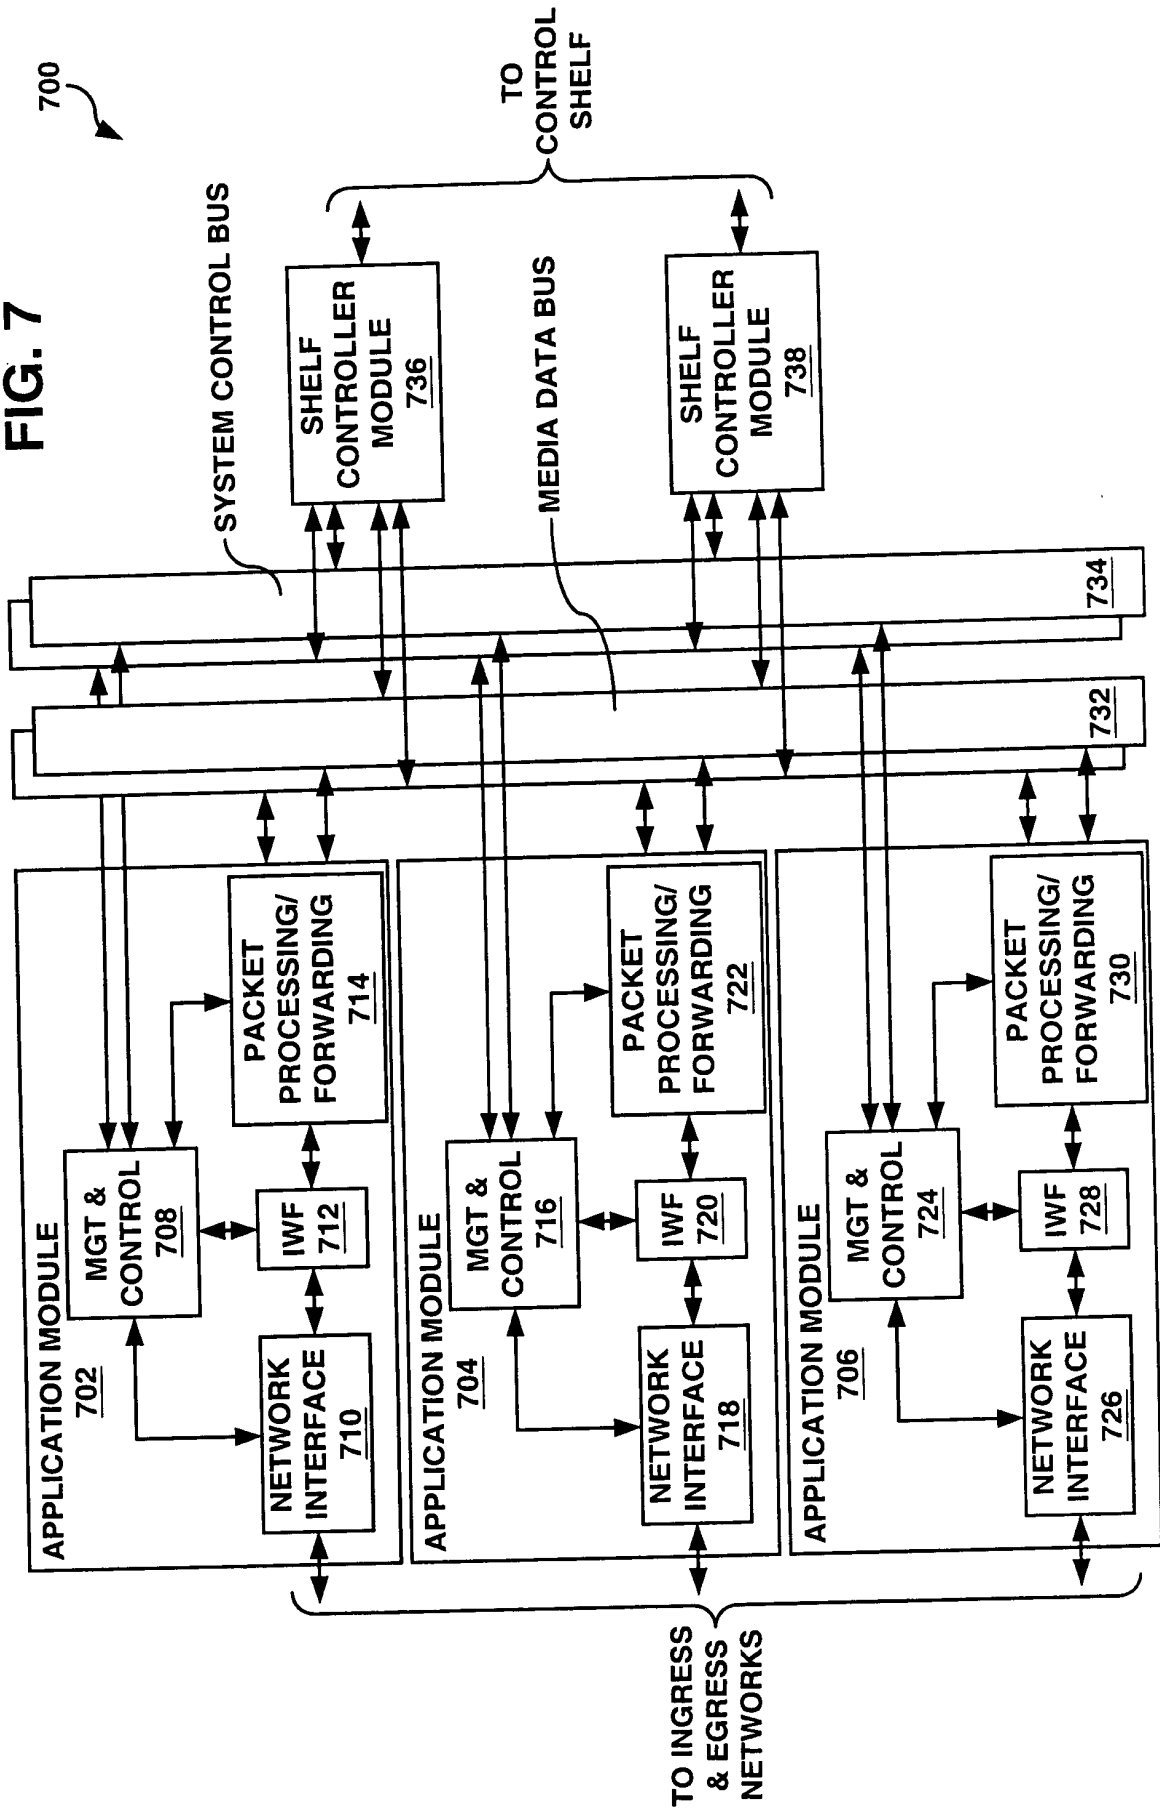 FIG. 7
700
APPLICATION MODULE
702
MGT &
CONTROL
708
NETWORK
INTERFACE
710
IWF
712
PACKET
PROCESSING/
FORWARDING
714
APPLICATION MODULE
704
MGT &
CONTROL
716
NETWORK
INTERFACE
718
IWF
720
PACKET
PROCESSING/
FORWARDING
722
APPLICATION MODULE
706
MGT &
CONTROL
724
NETWORK
INTERFACE
726
IWF
728
PACKET
PROCESSING/
FORWARDING
730
TO INGRESS
& EGRESS
NETWORKS
732
734
SYSTEM CONTROL BUS
MEDIA DATA BUS
SHELF
CONTROLLER
MODULE
736
SHELF
CONTROLLER
MODULE
738
TO
CONTROL
SHELF